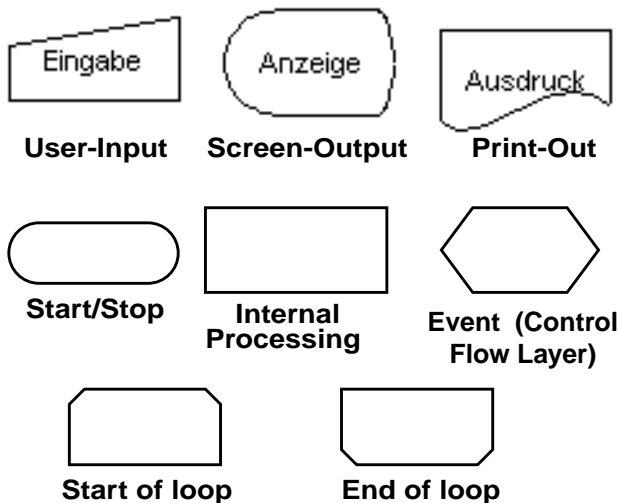 Eingabe Anzeige Ausdruck
User-Input Screen-Output Print-Out
Start/Stop
Internal
Processing
Event (Control
Flow Layer)
Start of loop End of loop